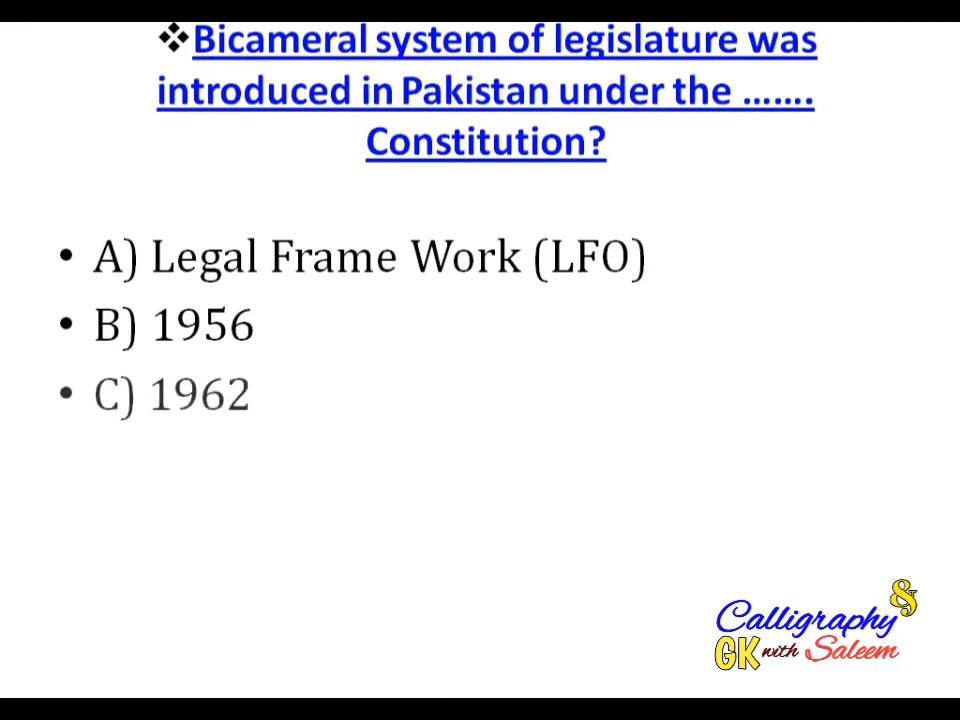 ❖Bicameral system of legislature was
introduced in Pakistan under the …….
Constitution?
• A) Legal Frame Work (LFO)
• B) 1956
• C) 1962
Calligraphy &
GK with Saleem